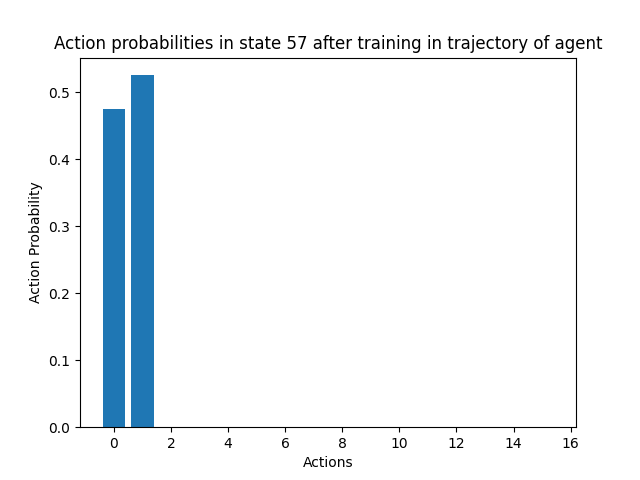 Action probabilities in state 57 after training in trajectory of agent
Action Probability
0.5
0.4
0.3
0.2
0.1
0.0
0 2 4 6 8 10 12 14 16
Actions